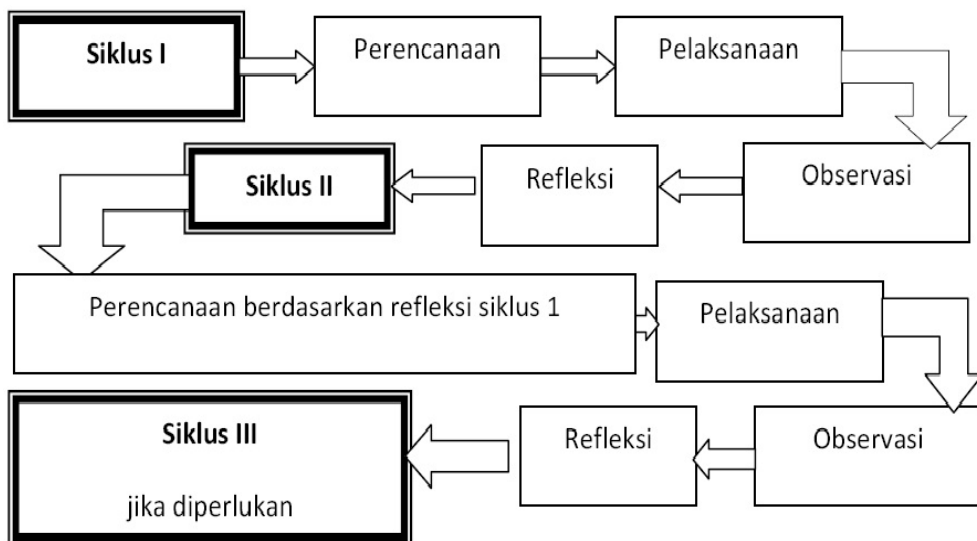 Siklus I
Perencanaan
Pelaksanaan
Observasi
Refleksi
Siklus II
Perencanaan berdasarkan refleksi siklus 1
Pelaksanaan
Observasi
Refleksi
Siklus III
jika diperlukan